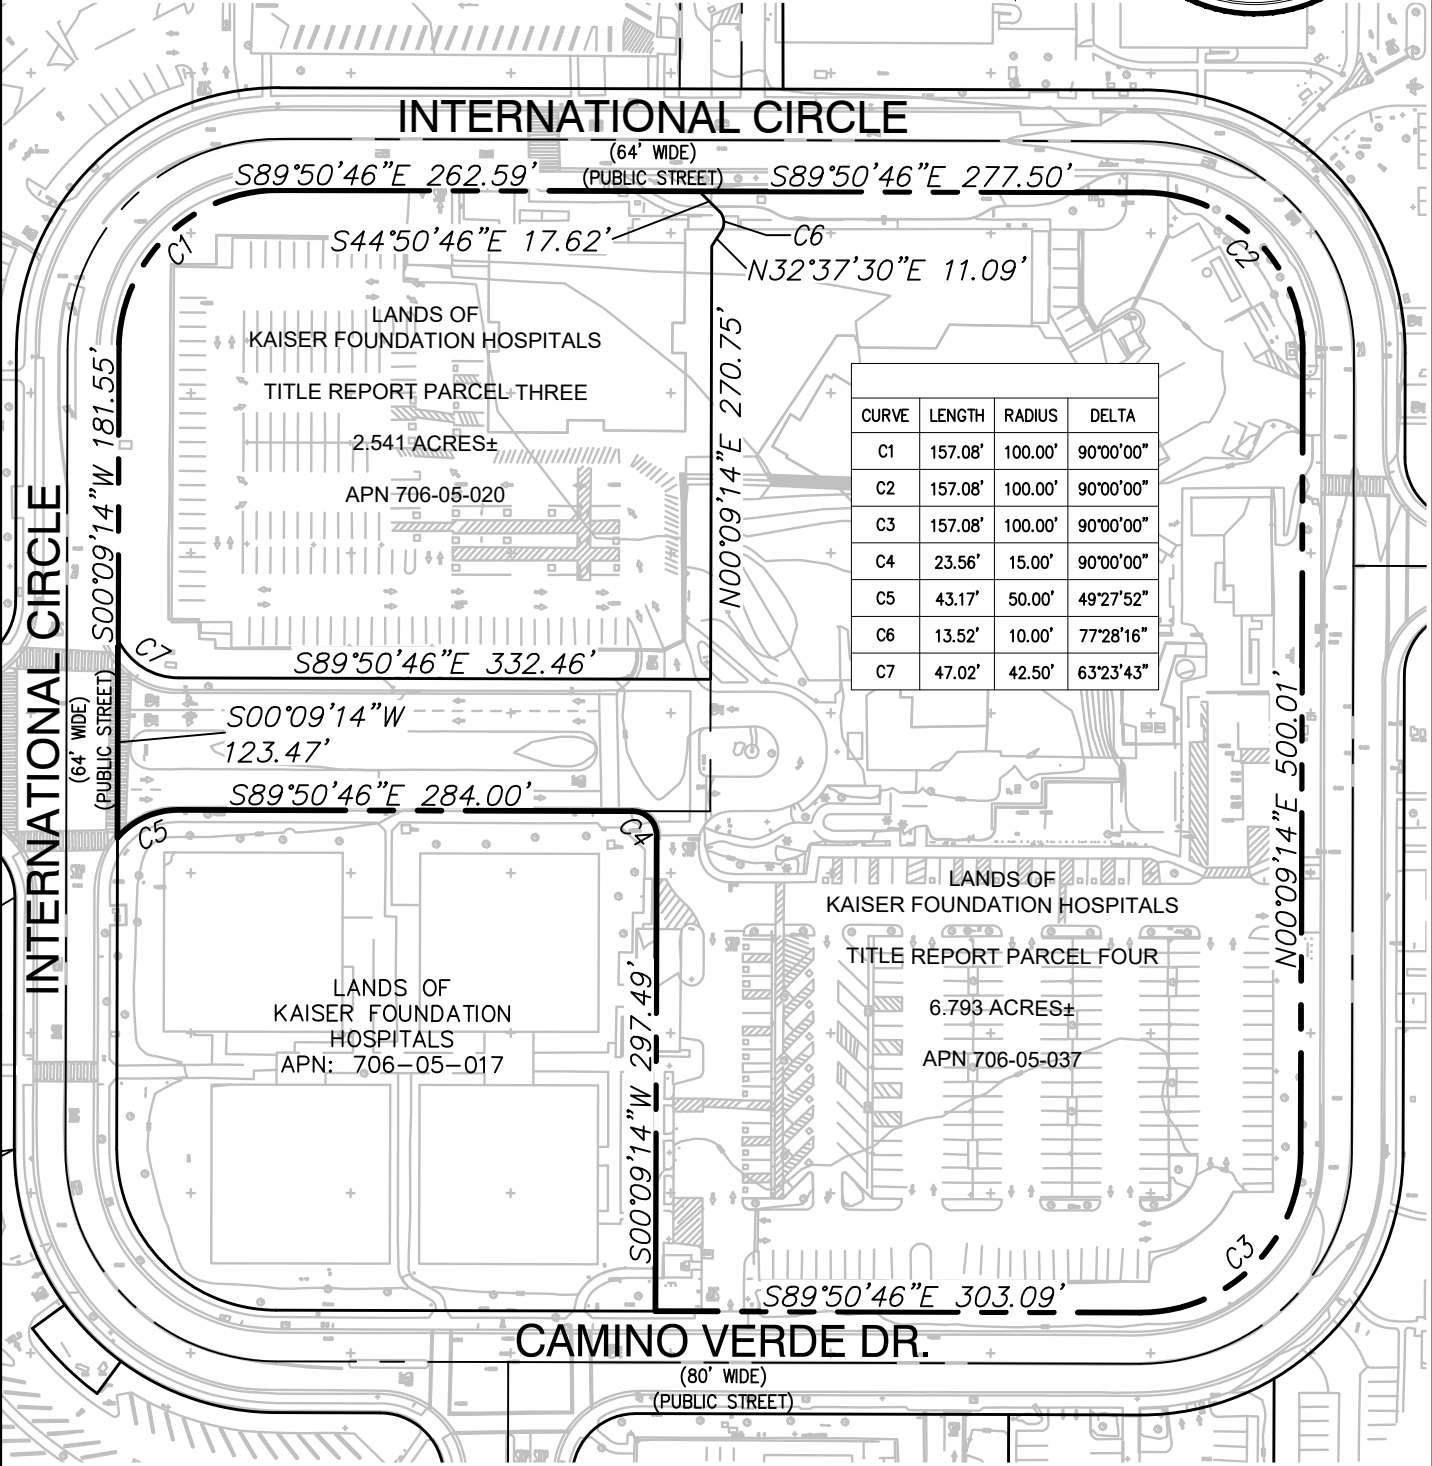 INTERNATIONAL CIRCLE
(64' WIDE)
(PUBLIC STREET)
S89°50'46"E 262.59'
S89°50'46"E 277.50'
C1
S44°50'46"E 17.62'
C6
C2
N32°37'30"E 11.09'
LANDS OF
KAISER FOUNDATION HOSPITALS
TITLE REPORT PARCEL THREE
2.541 ACRES±
APN 706-05-020
S00°09'14"W 181.55'
N00°09'14"E 270.75'
CURVE LENGTH RADIUS DELTA
C1 157.08' 100.00' 90°00'00"
C2 157.08' 100.00' 90°00'00"
C3 157.08' 100.00' 90°00'00"
C4 23.56' 15.00' 90°00'00"
C5 43.17' 50.00' 49°27'52"
C6 13.52' 10.00' 77°28'16"
C7 47.02' 42.50' 63°23'43"
INTERNATIONAL CIRCLE
(64' WIDE)
(PUBLIC STREET)
C7
S89°50'46"E 332.46'
S00°09'14"W
123.47'
S89°50'46"E 284.00'
C5
C4
N00°09'14"E 500.01'
LANDS OF
KAISER FOUNDATION HOSPITALS
TITLE REPORT PARCEL FOUR
6.793 ACRES±
APN 706-05-037
LANDS OF
KAISER FOUNDATION
HOSPITALS
APN: 706-05-017
S00°09'14"W 297.49'
C3
S89°50'46"E 303.09'
CAMINO VERDE DR.
(80' WIDE)
(PUBLIC STREET)